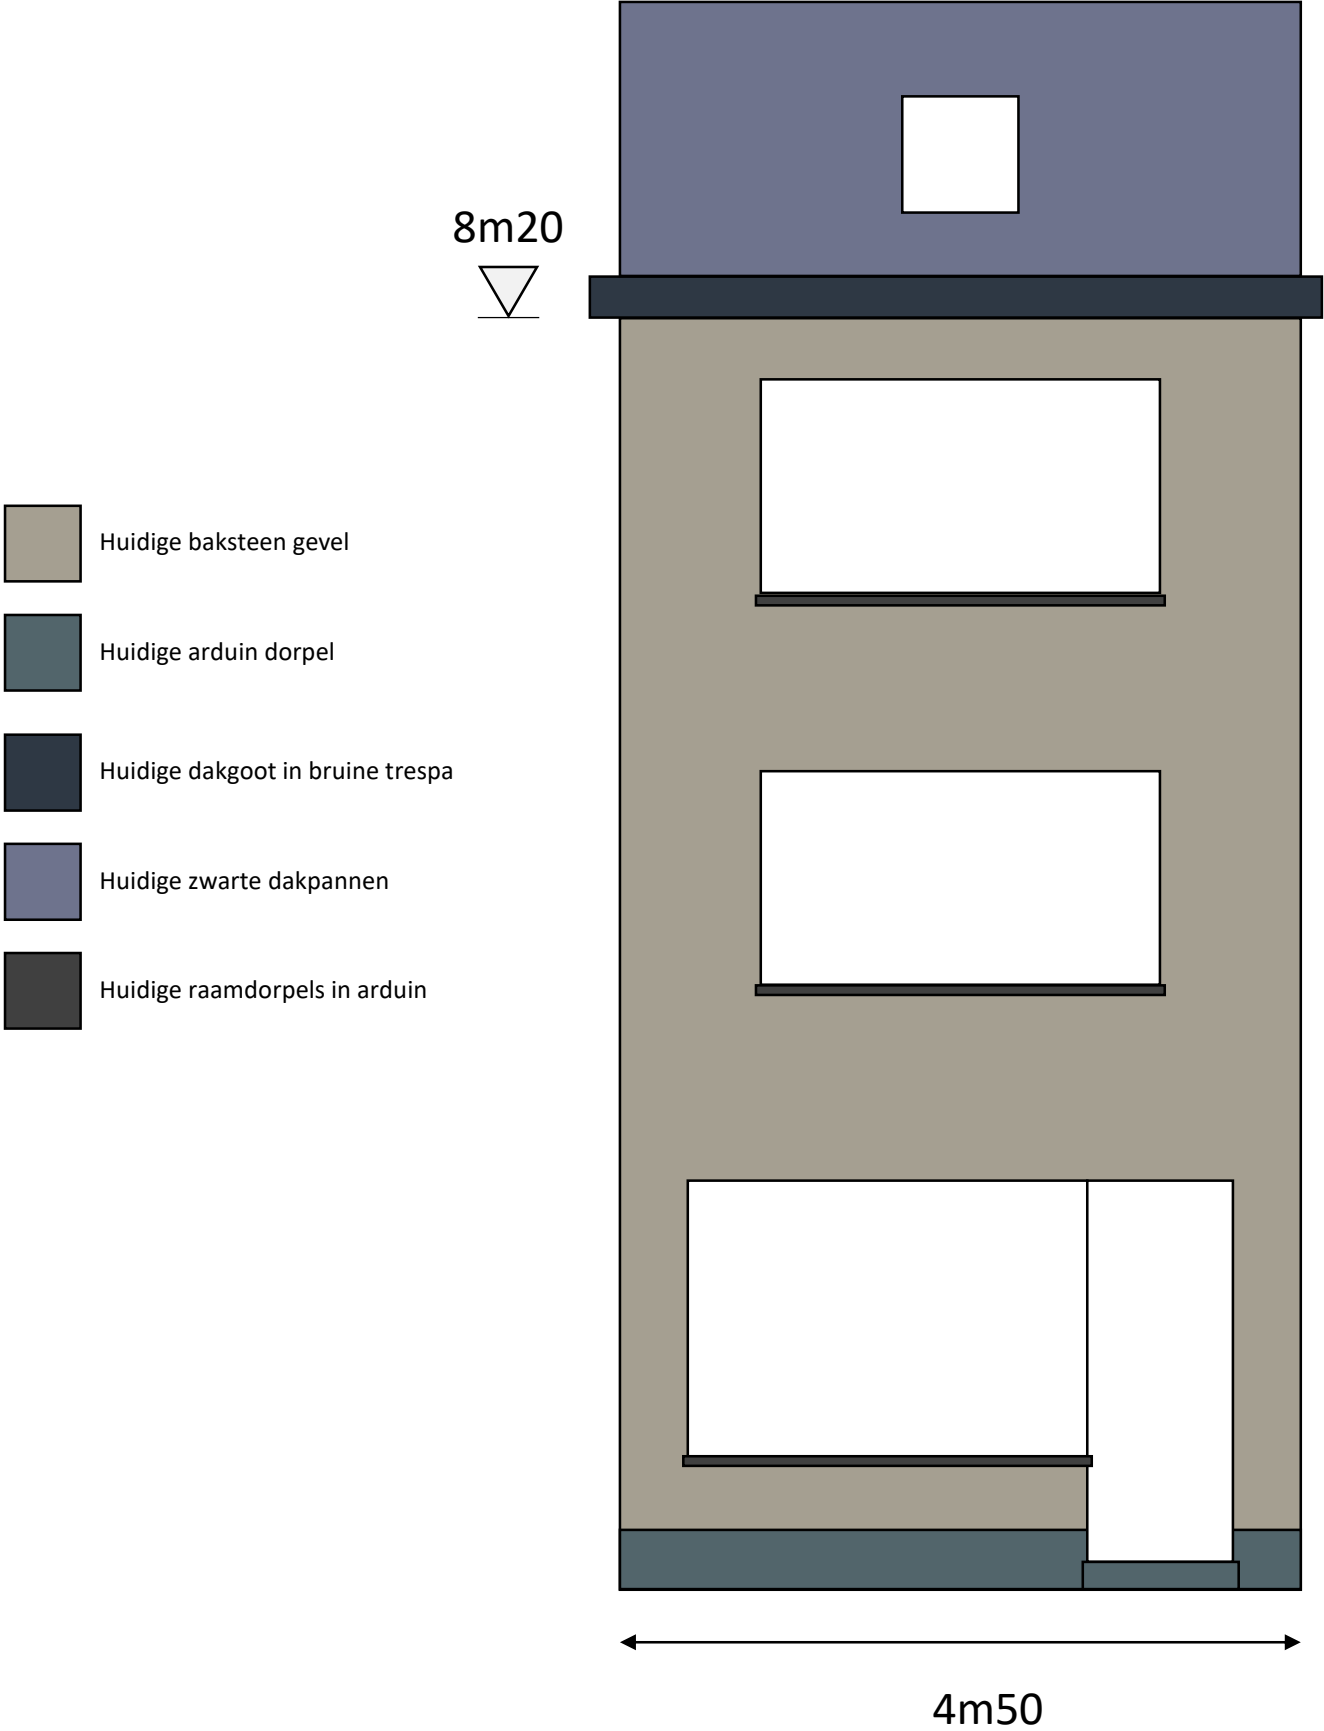 8m20
Huidige baksteen gevel
Huidige arduin dorpel
Huidige dakgoot in bruine trespa
Huidige zwarte dakpannen
Huidige raamdorpels in arduin
4m50